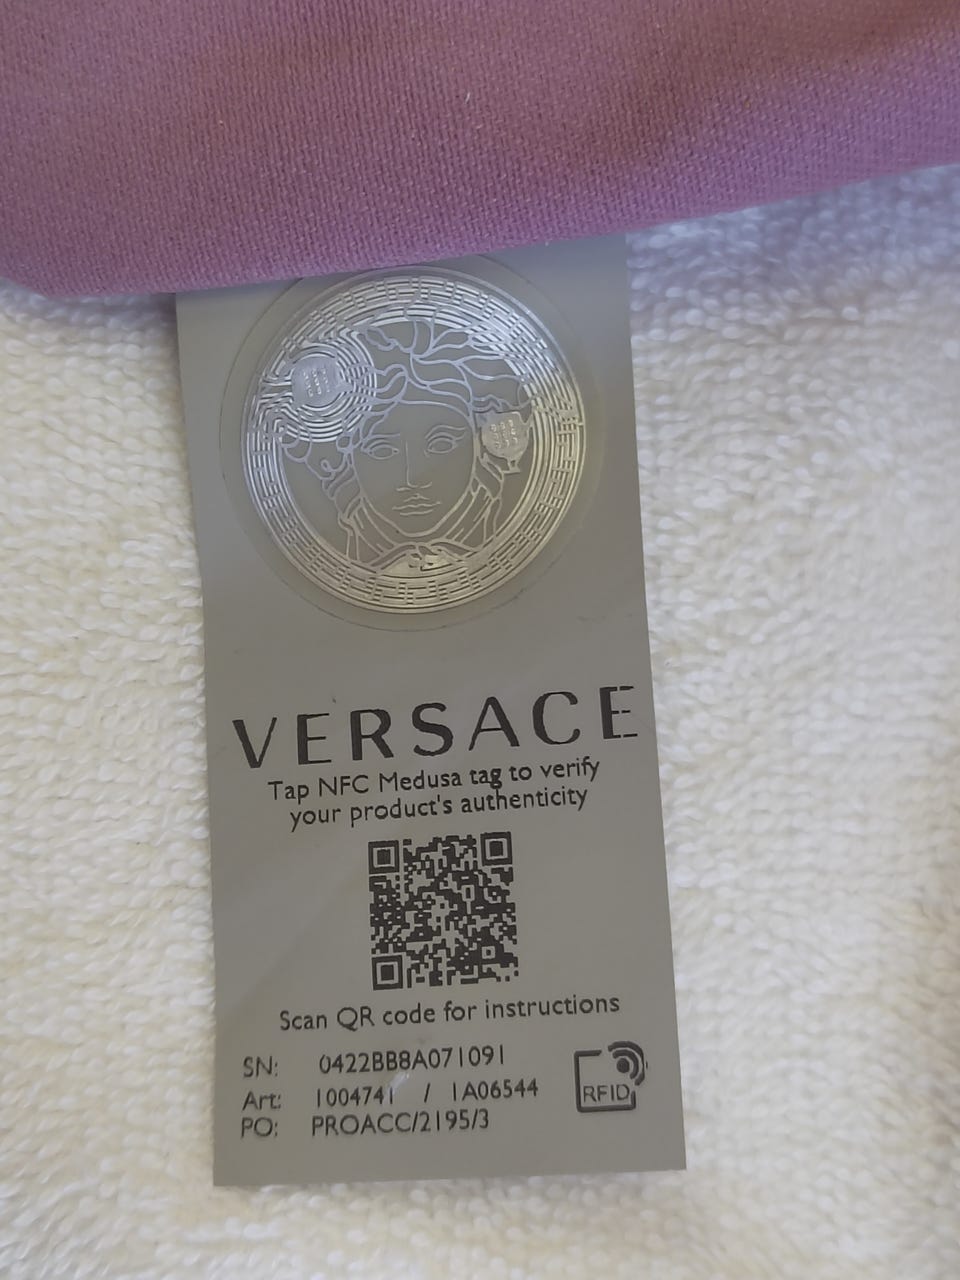 VERSACE
Tap NFC Medusa tag to verify
your product's authenticity
Scan QR code for instructions
SN: 0422BB8A071091
Art: 1004741 / 1A06544
PO: PROACC/2195/3
RFID